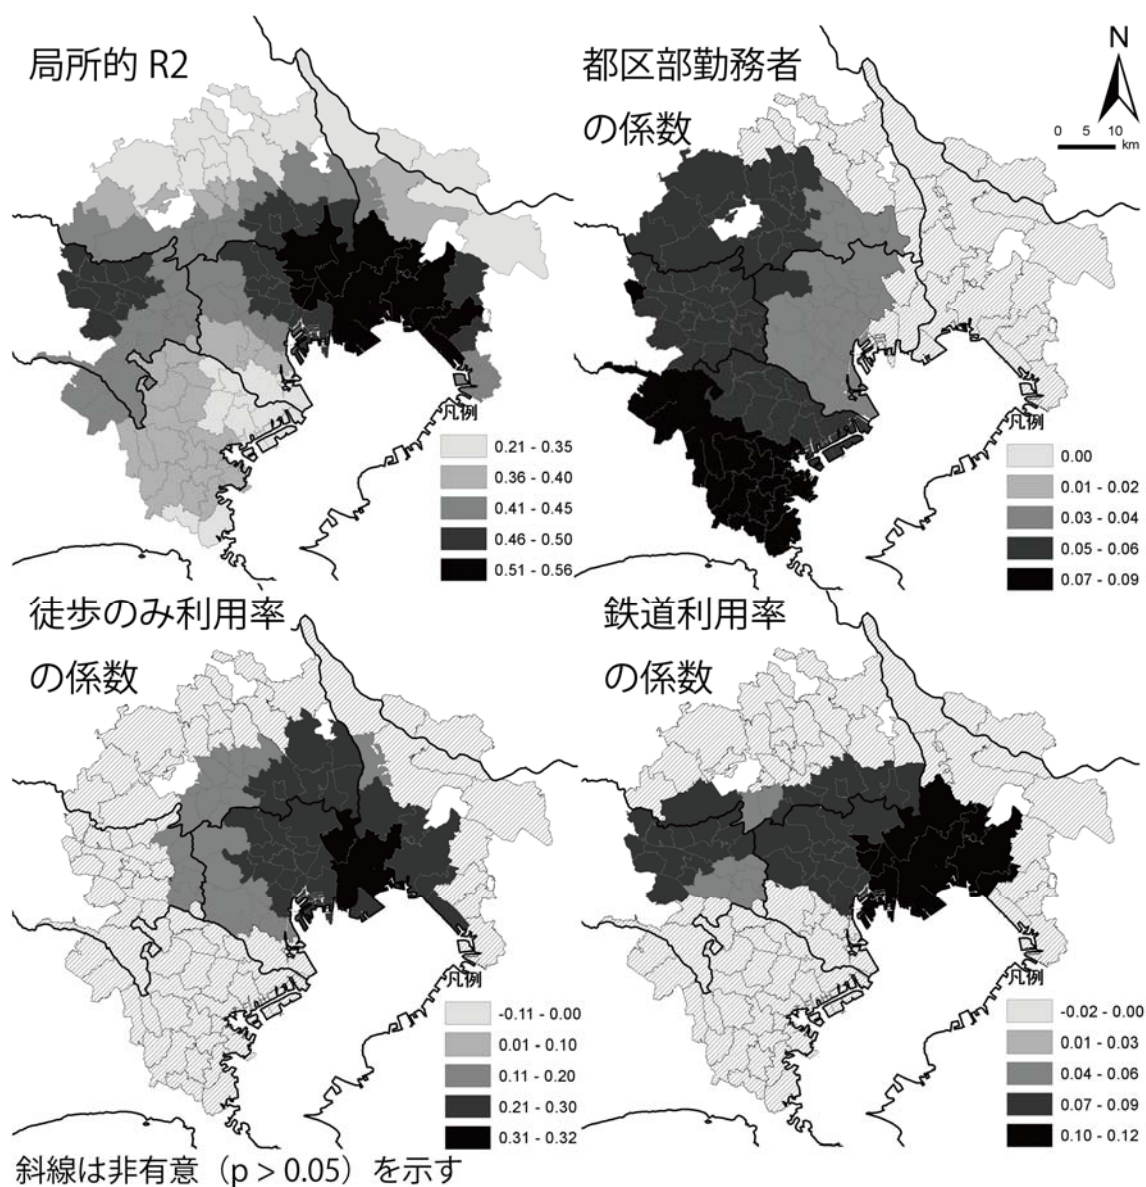 局所的 R2
都区部勤務者
の係数
N
0 5 10
km
凡例
0.21 - 0.35
0.36 - 0.40
0.41 - 0.45
0.46 - 0.50
0.51 - 0.56
凡例
0.00
0.01 - 0.02
0.03 - 0.04
0.05 - 0.06
0.07 - 0.09
徒歩のみ利用率
の係数
鉄道利用率
の係数
凡例
-0.11 - 0.00
0.01 - 0.10
0.11 - 0.20
0.21 - 0.30
0.31 - 0.32
凡例
-0.02 - 0.00
0.01 - 0.03
0.04 - 0.06
0.07 - 0.09
0.10 - 0.12
斜線は非有意（p > 0.05）を示す